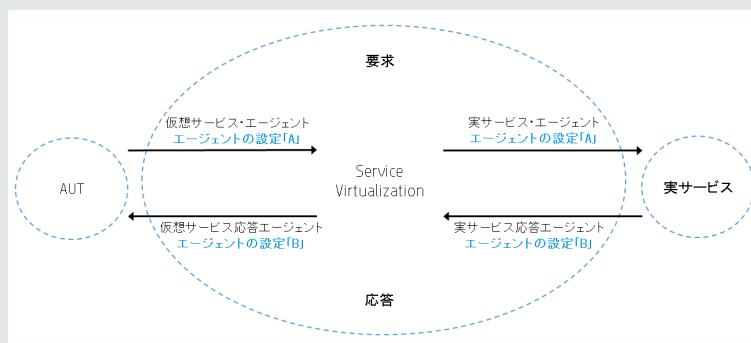 要求
仮想サービス・エージェント
エージェントの設定「A」
実サービス・エージェント
エージェントの設定「A」
AUT
Service
Virtualization
実サービス
仮想サービス応答エージェント
エージェントの設定「B」
実サービス応答エージェント
エージェントの設定「B」
応答